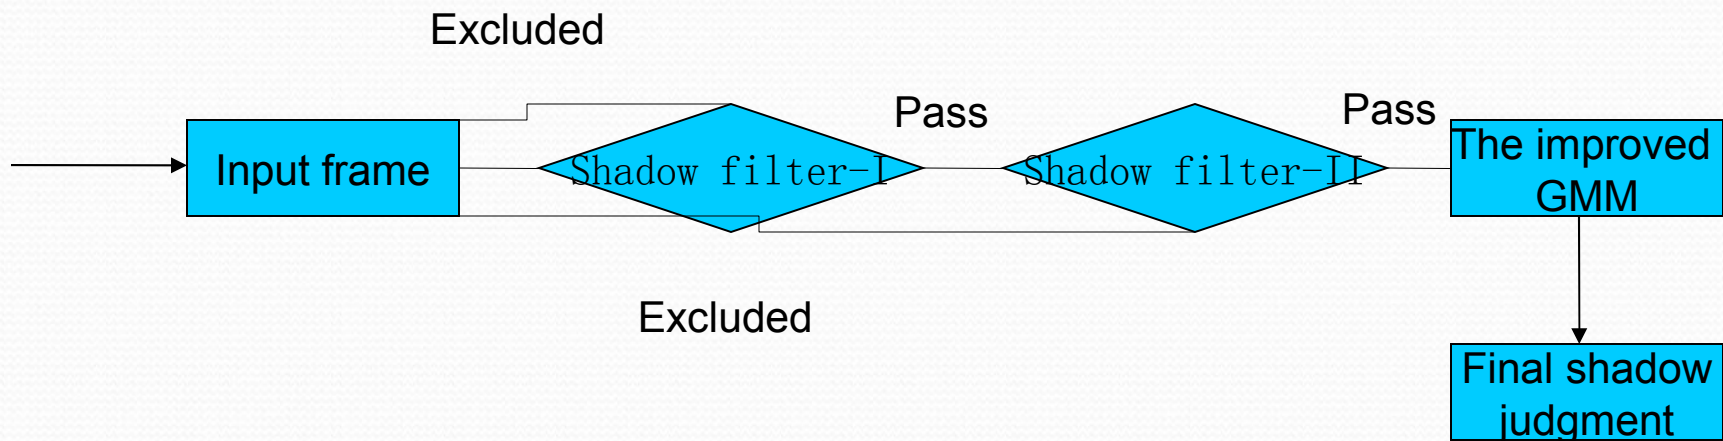 Excluded
Pass
Pass
Input frame
Shadow filter-I
Shadow filter-II
The improved
GMM
Excluded
Final shadow
judgment